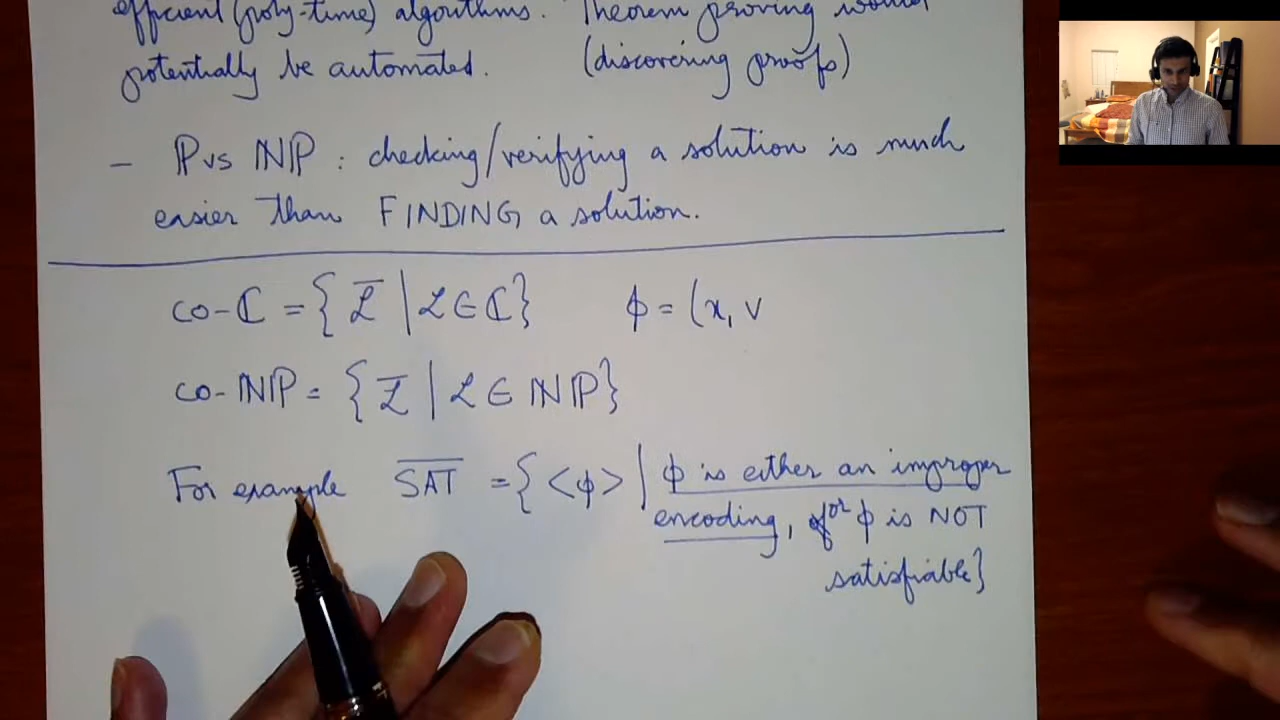 efficient (poly-time) algorithms. Theorem proving would
potentially be automated. (discovering proofs)
- P vs NP : checking/verifying a solution is much
easier than FINDING a solution.
co-ℂ = { L̅ | L ∈ ℂ } ϕ = (x₁ ∨
co-NP = { L̅ | L ∈ NP }
For example S̅A̅T̅ = { <ϕ> | ϕ is either an improper
encoding, or ϕ is NOT
satisfiable }